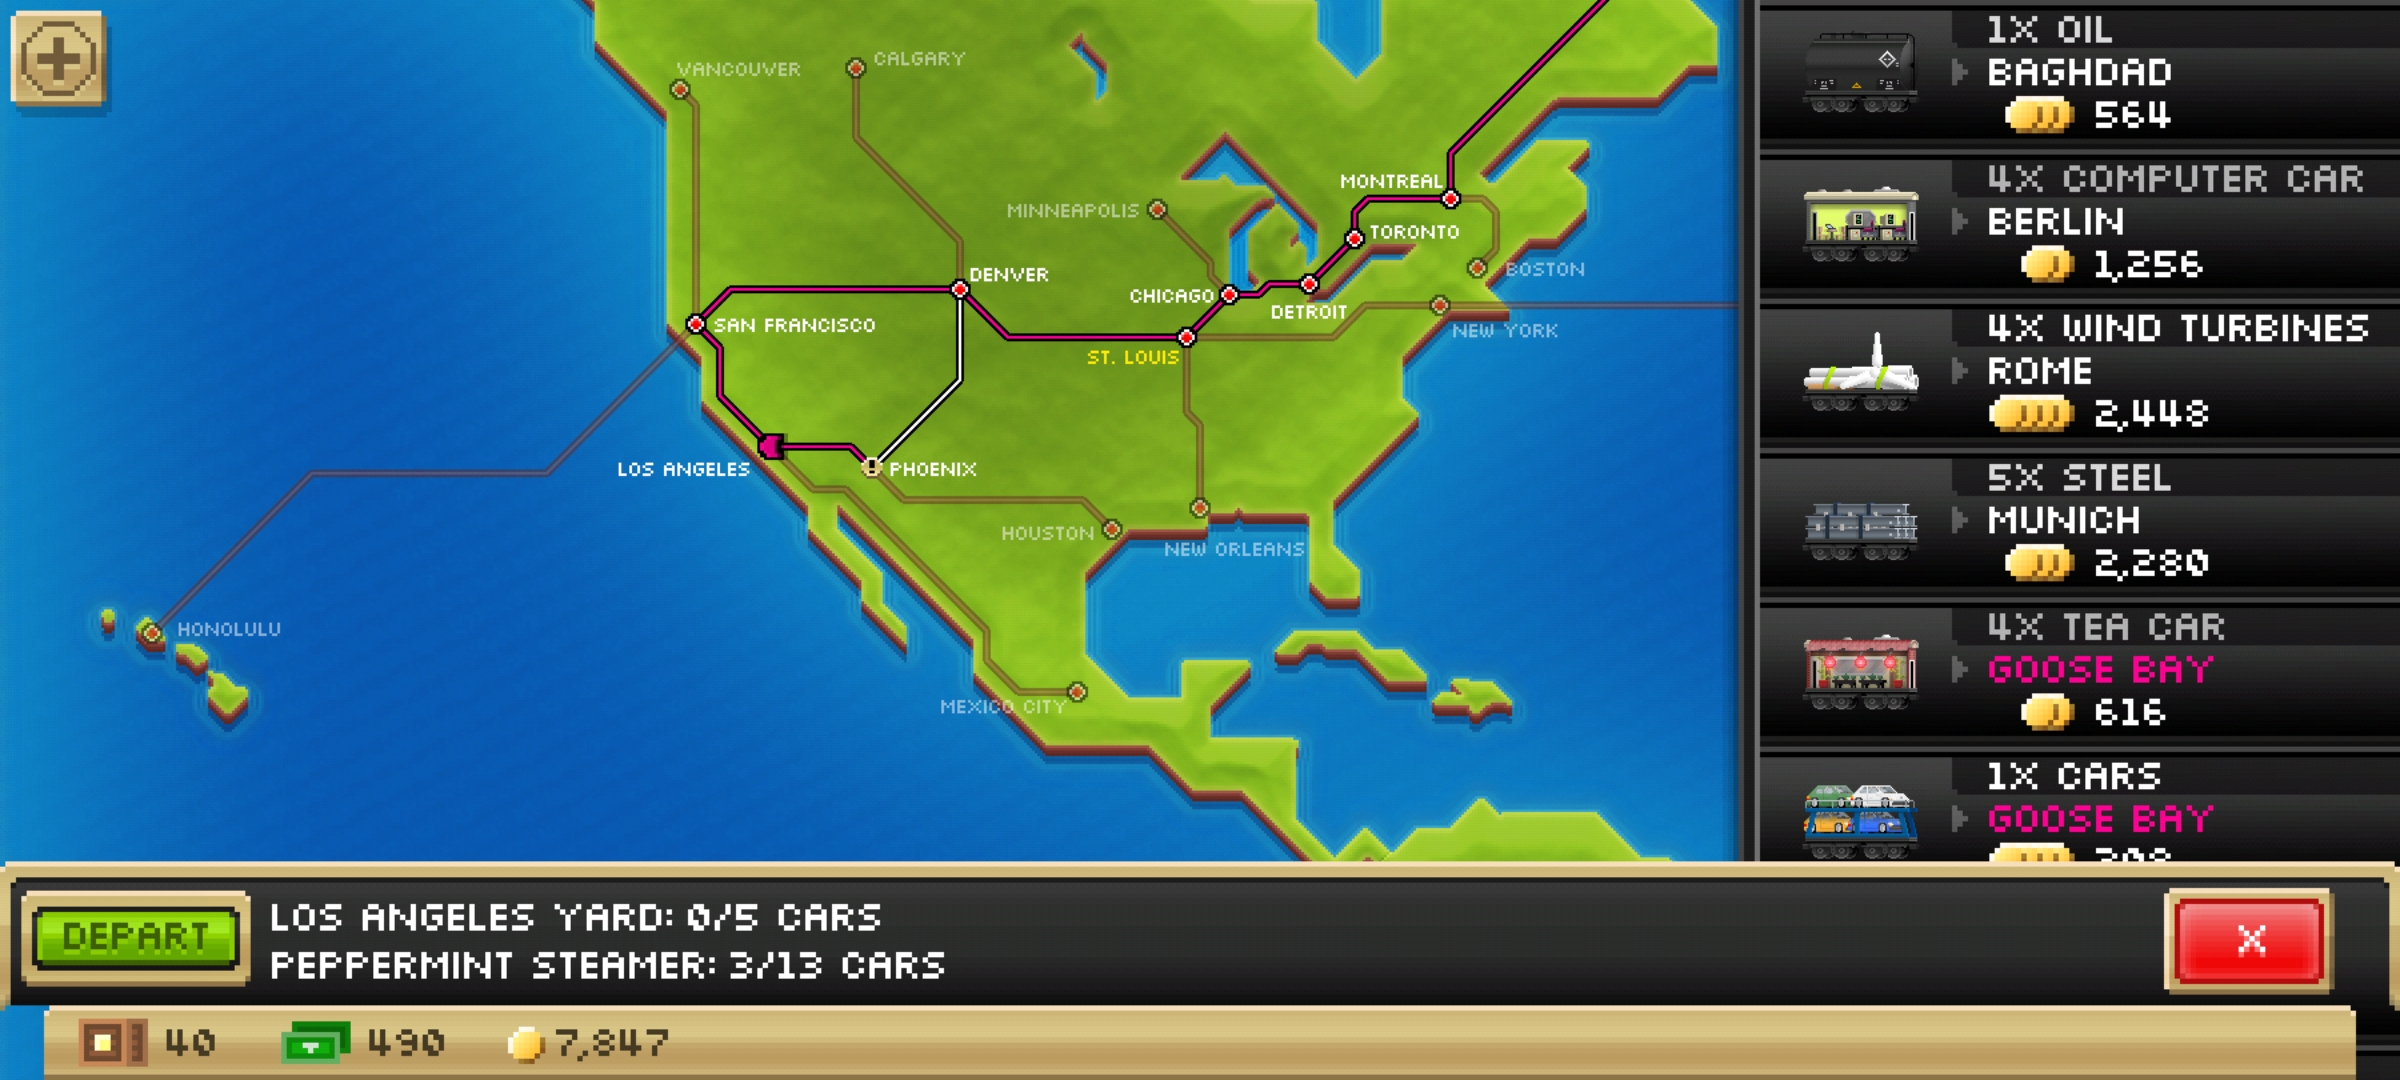 VANCOUVER
CALGARY
MINNEAPOLIS
MONTREAL
TORONTO
BOSTON
DENVER
CHICAGO
DETROIT
NEW YORK
SAN FRANCISCO
ST. LOUIS
LOS ANGELES
PHOENIX
HOUSTON
NEW ORLEANS
HONOLULU
MEXICO CITY
1X OIL
BAGHDAD
564
4X COMPUTER CAR
BERLIN
1,256
4X WIND TURBINES
ROME
2,448
5X STEEL
MUNICH
2,280
4X TEA CAR
GOOSE BAY
616
1X CARS
GOOSE BAY
DEPART
LOS ANGELES YARD: 0/5 CARS
PEPPERMINT STEAMER: 3/13 CARS
X
40
490
7,847